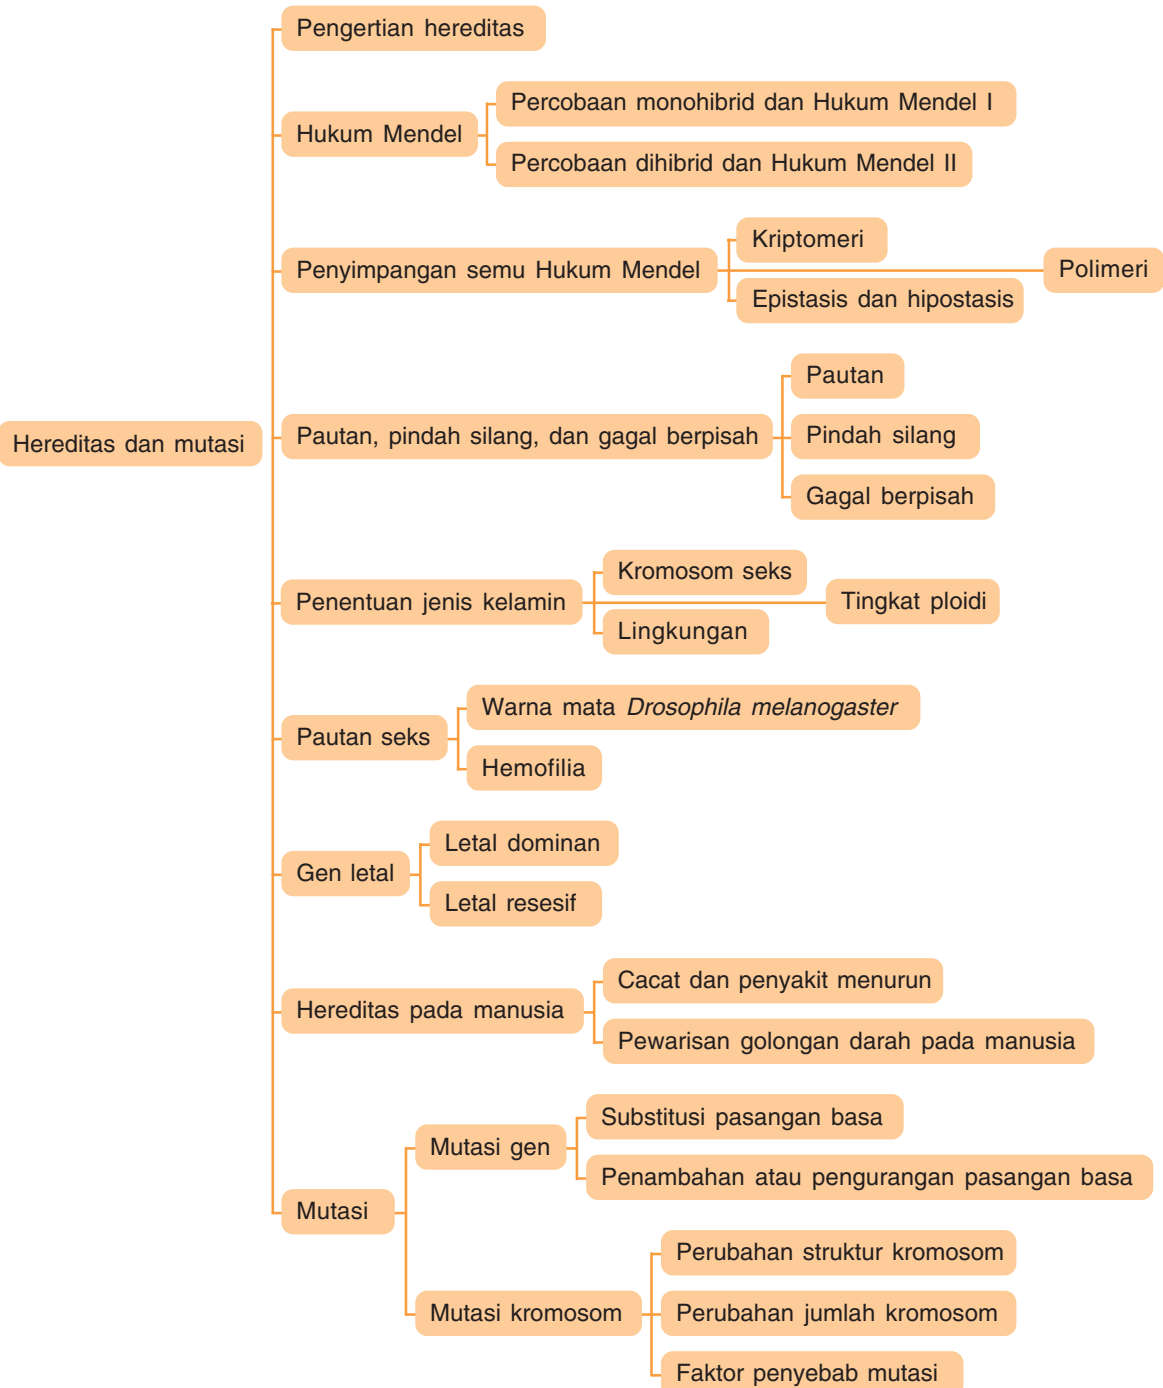 Pengertian hereditas
Hukum Mendel
Percobaan monohibrid dan Hukum Mendel I
Percobaan dihibrid dan Hukum Mendel II
Penyimpangan semu Hukum Mendel
Kriptomeri
Polimeri
Epistasis dan hipostasis
Hereditas dan mutasi
Pautan, pindah silang, dan gagal berpisah
Pautan
Pindah silang
Gagal berpisah
Penentuan jenis kelamin
Kromosom seks
Tingkat ploidi
Lingkungan
Pautan seks
Warna mata Drosophila melanogaster
Hemofilia
Gen letal
Letal dominan
Letal resesif
Hereditas pada manusia
Cacat dan penyakit menurun
Pewarisan golongan darah pada manusia
Mutasi
Mutasi gen
Substitusi pasangan basa
Penambahan atau pengurangan pasangan basa
Mutasi kromosom
Perubahan struktur kromosom
Perubahan jumlah kromosom
Faktor penyebab mutasi